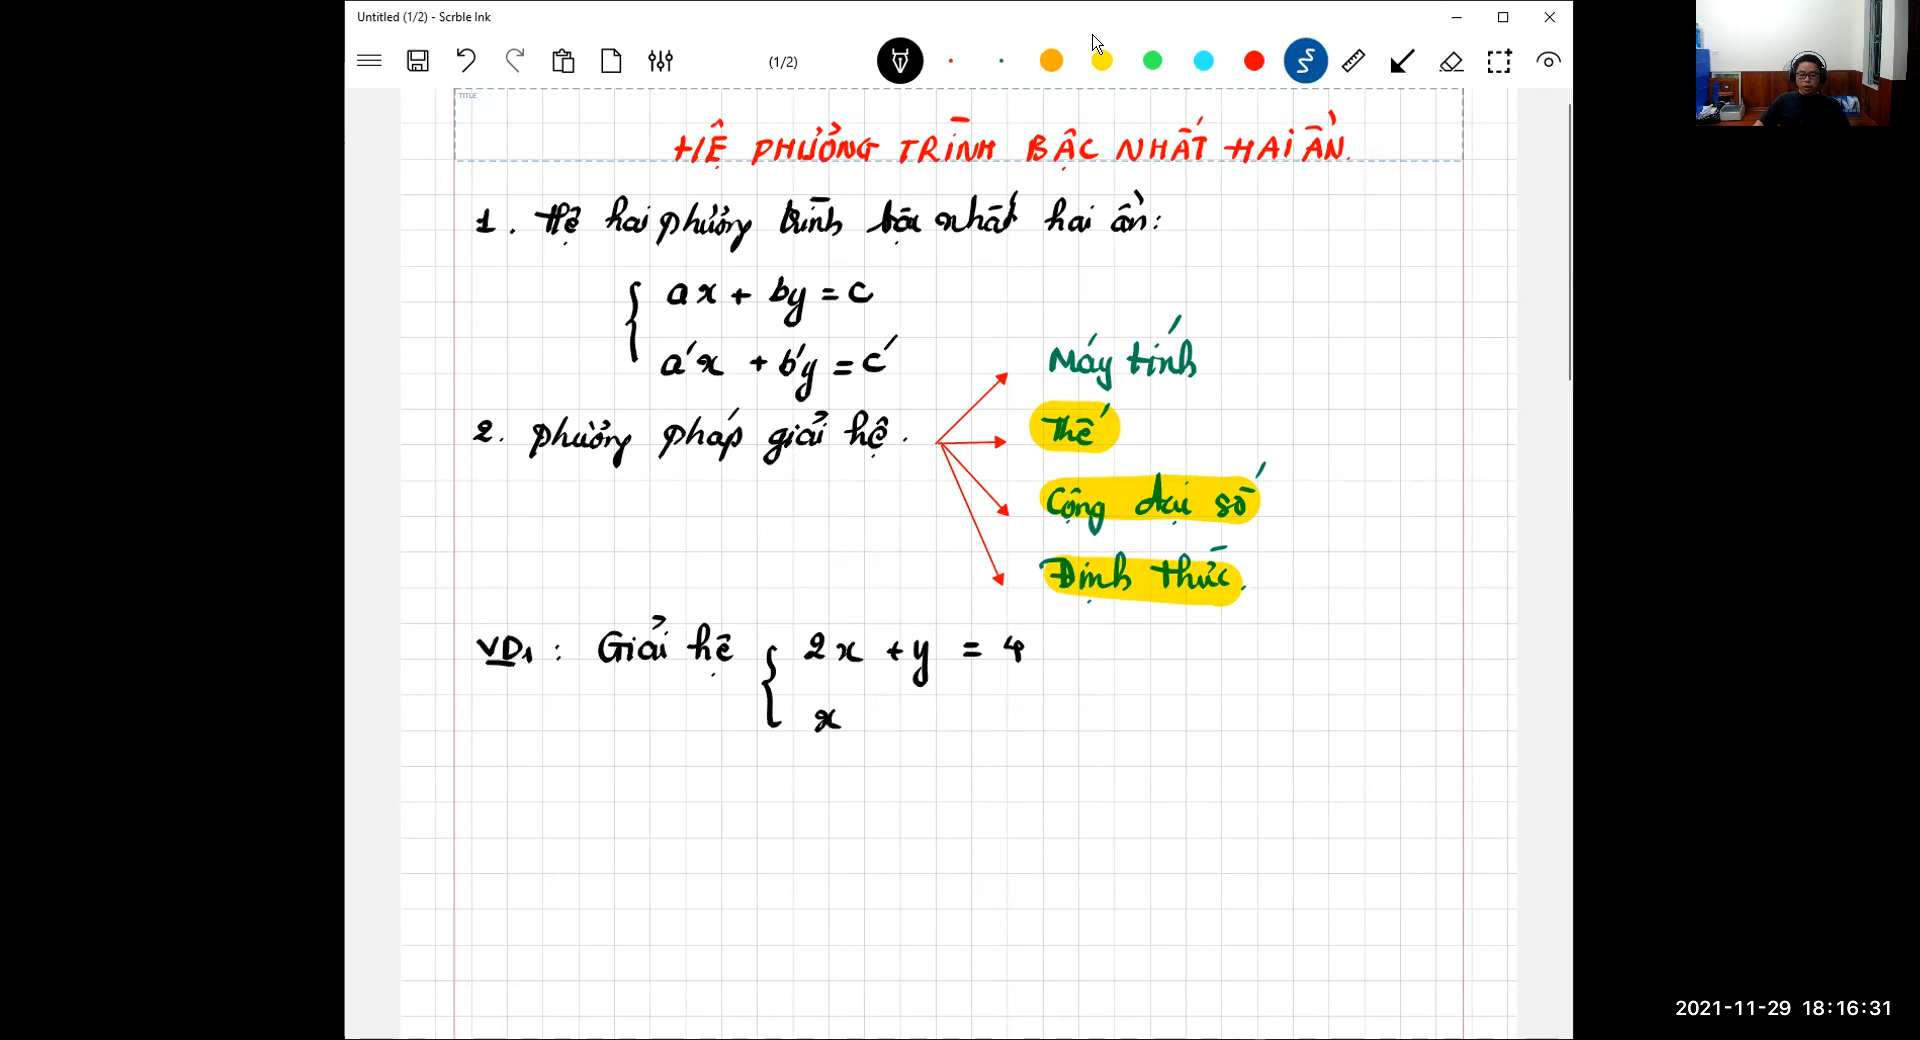 Untitled (1/2) - Scrble Ink
(1/2)
TITLE
HỆ PHƯƠNG TRÌNH BẬC NHẤT HAI ẨN.
1. Hệ hai phương trình bậc nhất hai ẩn:
{ ax + by = c
a'x + b'y = c'
2. phương pháp giải hệ.
Máy tính
Thế
Cộng đại số
Định thức.
VD1: Giải hệ { 2x + y = 4
x
2021-11-29 18:16:31